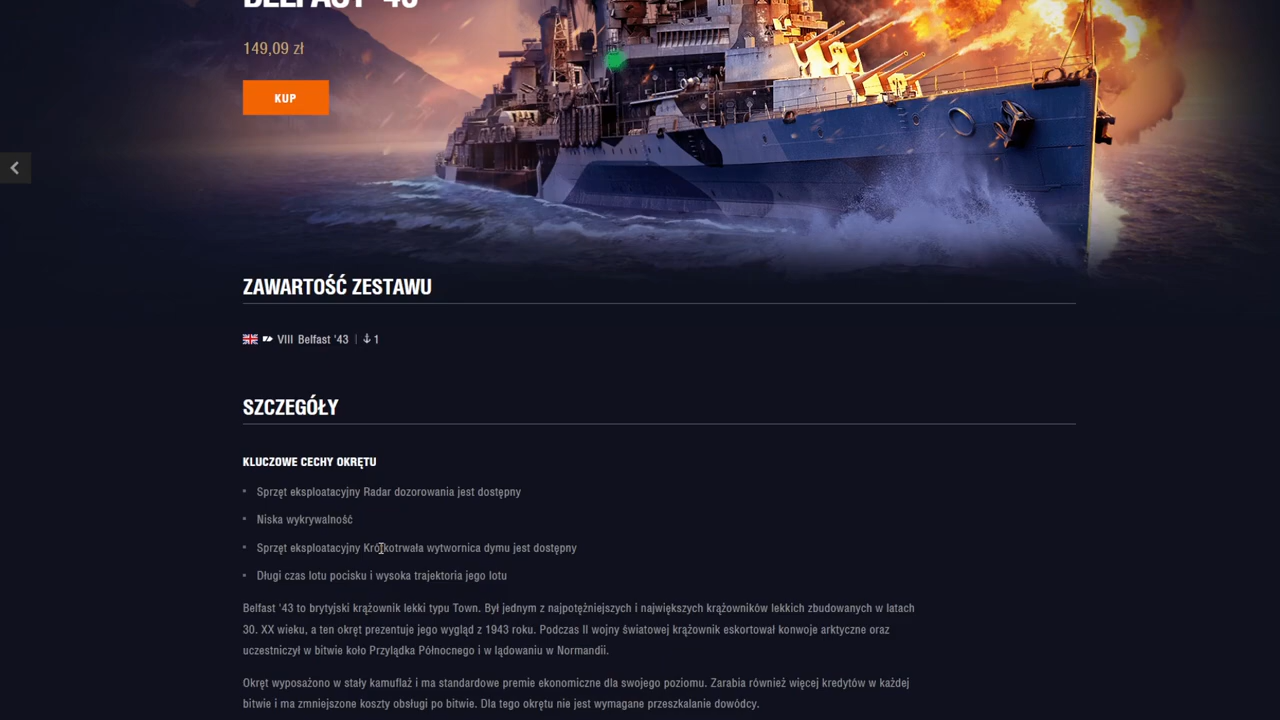 BELFAST '43
149,09 zł
KUP
ZAWARTOŚĆ ZESTAWU
VIII Belfast '43 | 1
SZCZEGÓŁY
KLUCZOWE CECHY OKRĘTU
Sprzęt eksploatacyjny Radar dozorowania jest dostępny
Niska wykrywalność
Sprzęt eksploatacyjny Krótkotrwała wytwornica dymu jest dostępny
Długi czas lotu pocisku i wysoka trajektoria jego lotu
Belfast '43 to brytyjski krążownik lekki typu Town. Był jednym z najpotężniejszych i największych krążowników lekkich zbudowanych w latach
30. XX wieku, a ten okręt prezentuje jego wygląd z 1943 roku. Podczas II wojny światowej krążownik eskortował konwoje arktyczne oraz
uczestniczył w bitwie koło Przylądka Północnego i w lądowaniu w Normandii.
Okręt wyposażono w stały kamuflaż i ma standardowe premie ekonomiczne dla swojego poziomu. Zarabia również więcej kredytów w każdej
bitwie i ma zmniejszone koszty obsługi po bitwie. Dla tego okrętu nie jest wymagane przeszkalanie dowódcy.